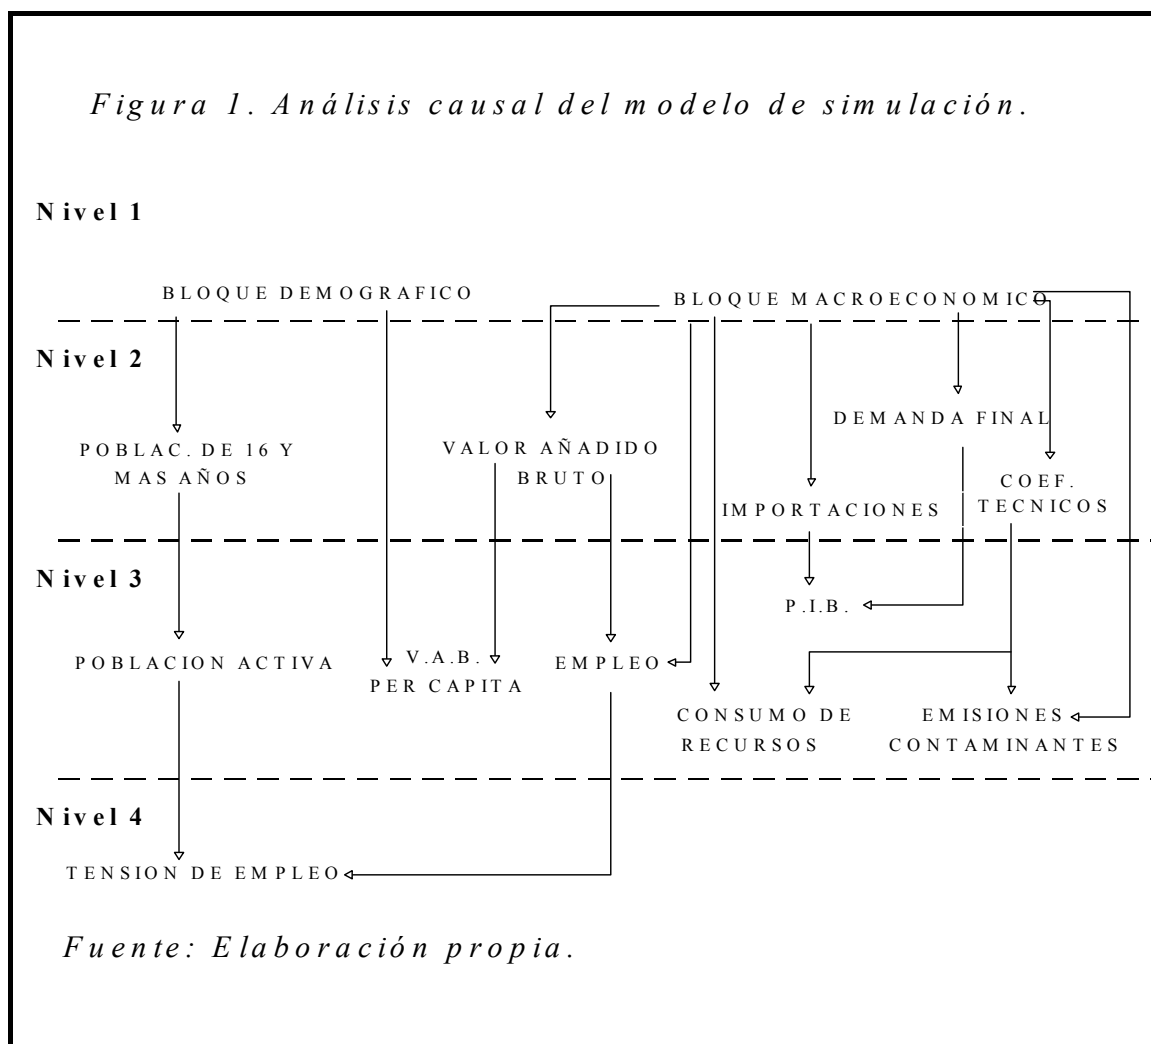 Figura 1. Análisis causal del modelo de simulación.
Nivel 1
BLOQUE DEMOGRAFICO
BLOQUE MACROECONOMICO
Nivel 2
DEMANDA FINAL
POBLAC. DE 16 Y
MAS AÑOS
VALOR AÑADIDO
BRUTO
IMPORTACIONES
COEF.
TECNICOS
Nivel 3
P.I.B.
POBLACION ACTIVA
V.A.B.
PER CAPITA
EMPLEO
CONSUMO DE
RECURSOS
EMISIONES
CONTAMINANTES
Nivel 4
TENSION DE EMPLEO
Fuente: Elaboración propia.